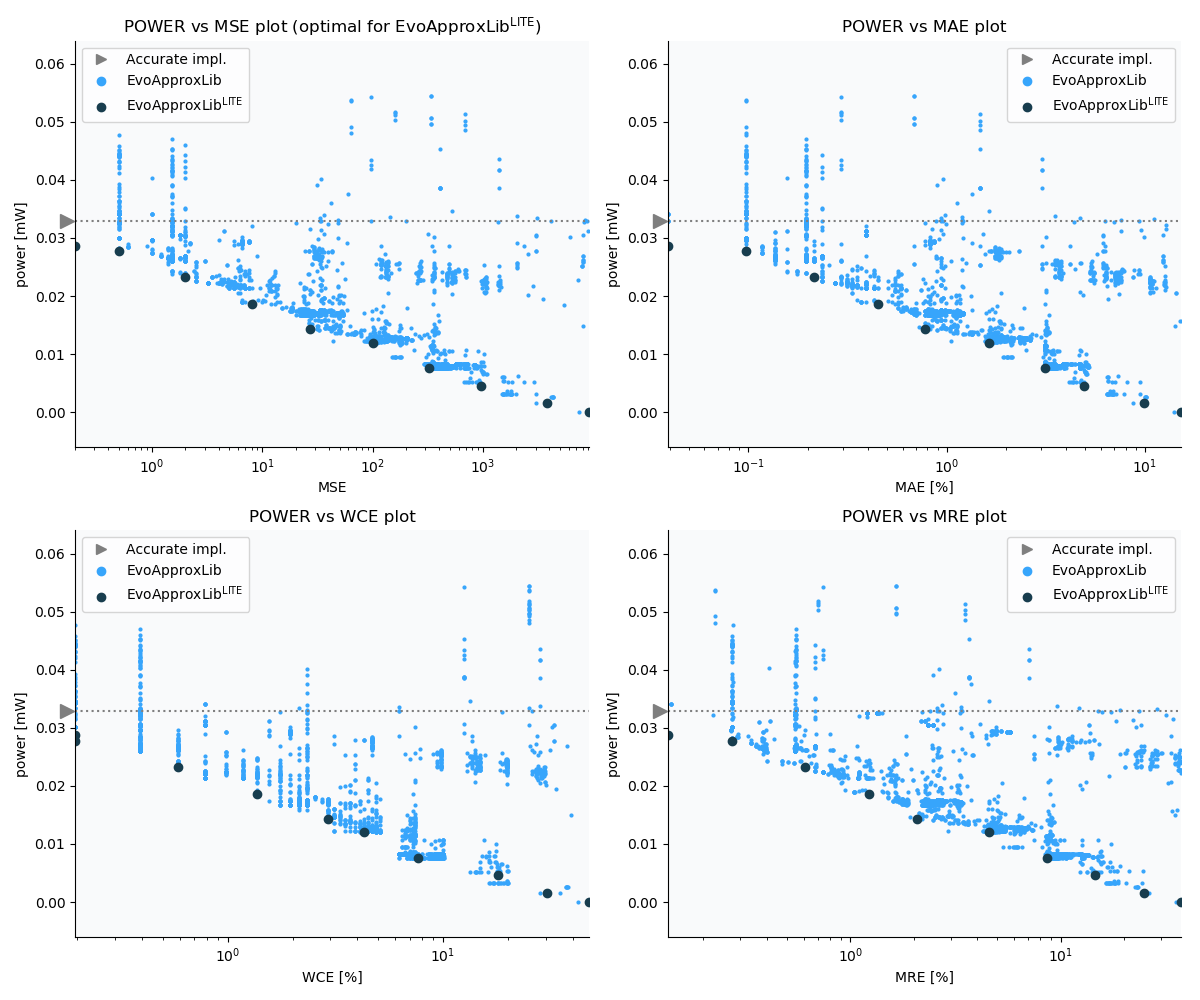 POWER vs MSE plot (optimal for EvoApproxLib^LITE)
Accurate impl.
EvoApproxLib
EvoApproxLib^LITE
0.06
0.05
0.04
0.03
0.02
0.01
0.00
power [mW]
10^0
10^1
10^2
10^3
MSE
POWER vs MAE plot
Accurate impl.
EvoApproxLib
EvoApproxLib^LITE
0.06
0.05
0.04
0.03
0.02
0.01
0.00
power [mW]
10^−1
10^0
10^1
MAE [%]
POWER vs WCE plot
Accurate impl.
EvoApproxLib
EvoApproxLib^LITE
0.06
0.05
0.04
0.03
0.02
0.01
0.00
power [mW]
10^0
10^1
WCE [%]
POWER vs MRE plot
Accurate impl.
EvoApproxLib
EvoApproxLib^LITE
0.06
0.05
0.04
0.03
0.02
0.01
0.00
power [mW]
10^0
10^1
MRE [%]